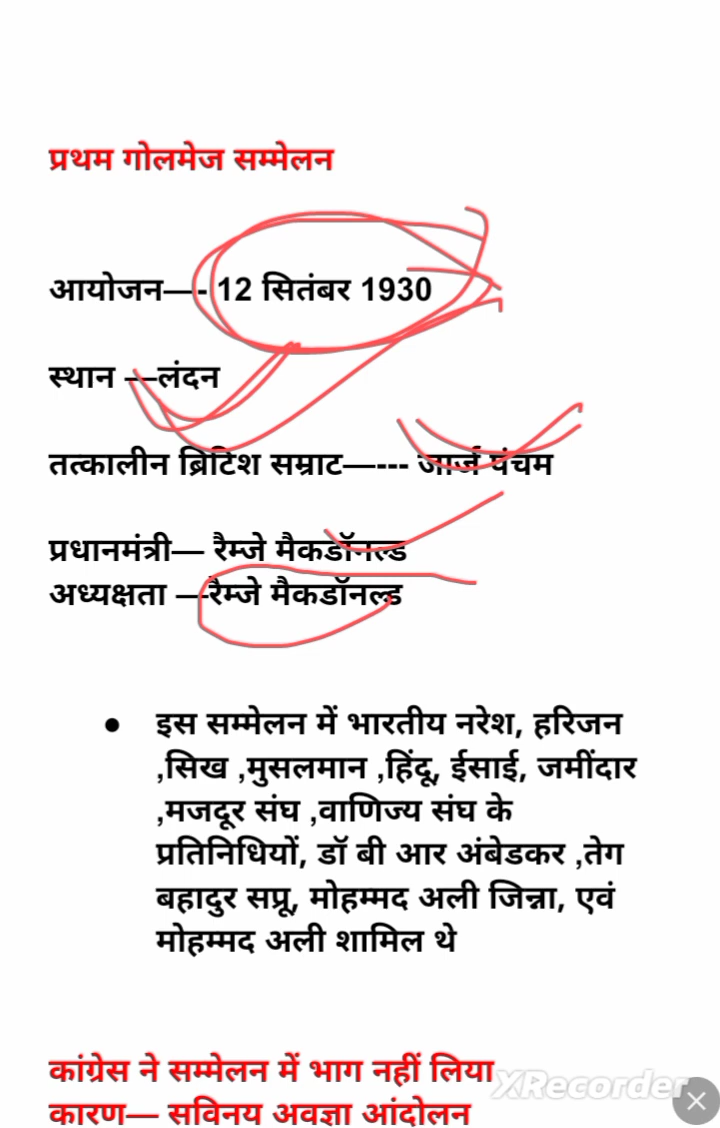 प्रथम गोलमेज सम्मेलन
आयोजन—- 12 सितंबर 1930
स्थान —लंदन
तत्कालीन ब्रिटिश सम्राट—--- जार्ज पंचम
प्रधानमंत्री— रैम्जे मैकडॉनल्ड
अध्यक्षता —रैम्जे मैकडॉनल्ड
● इस सम्मेलन में भारतीय नरेश, हरिजन
,सिख ,मुसलमान ,हिंदू, ईसाई, जमींदार
,मजदूर संघ ,वाणिज्य संघ के
प्रतिनिधियों, डॉ बी आर अंबेडकर ,तेग
बहादुर सप्रू, मोहम्मद अली जिन्ना, एवं
मोहम्मद अली शामिल थे
कांग्रेस ने सम्मेलन में भाग नहीं लिया
XRecorder
कारण— सविनय अवज्ञा आंदोलन